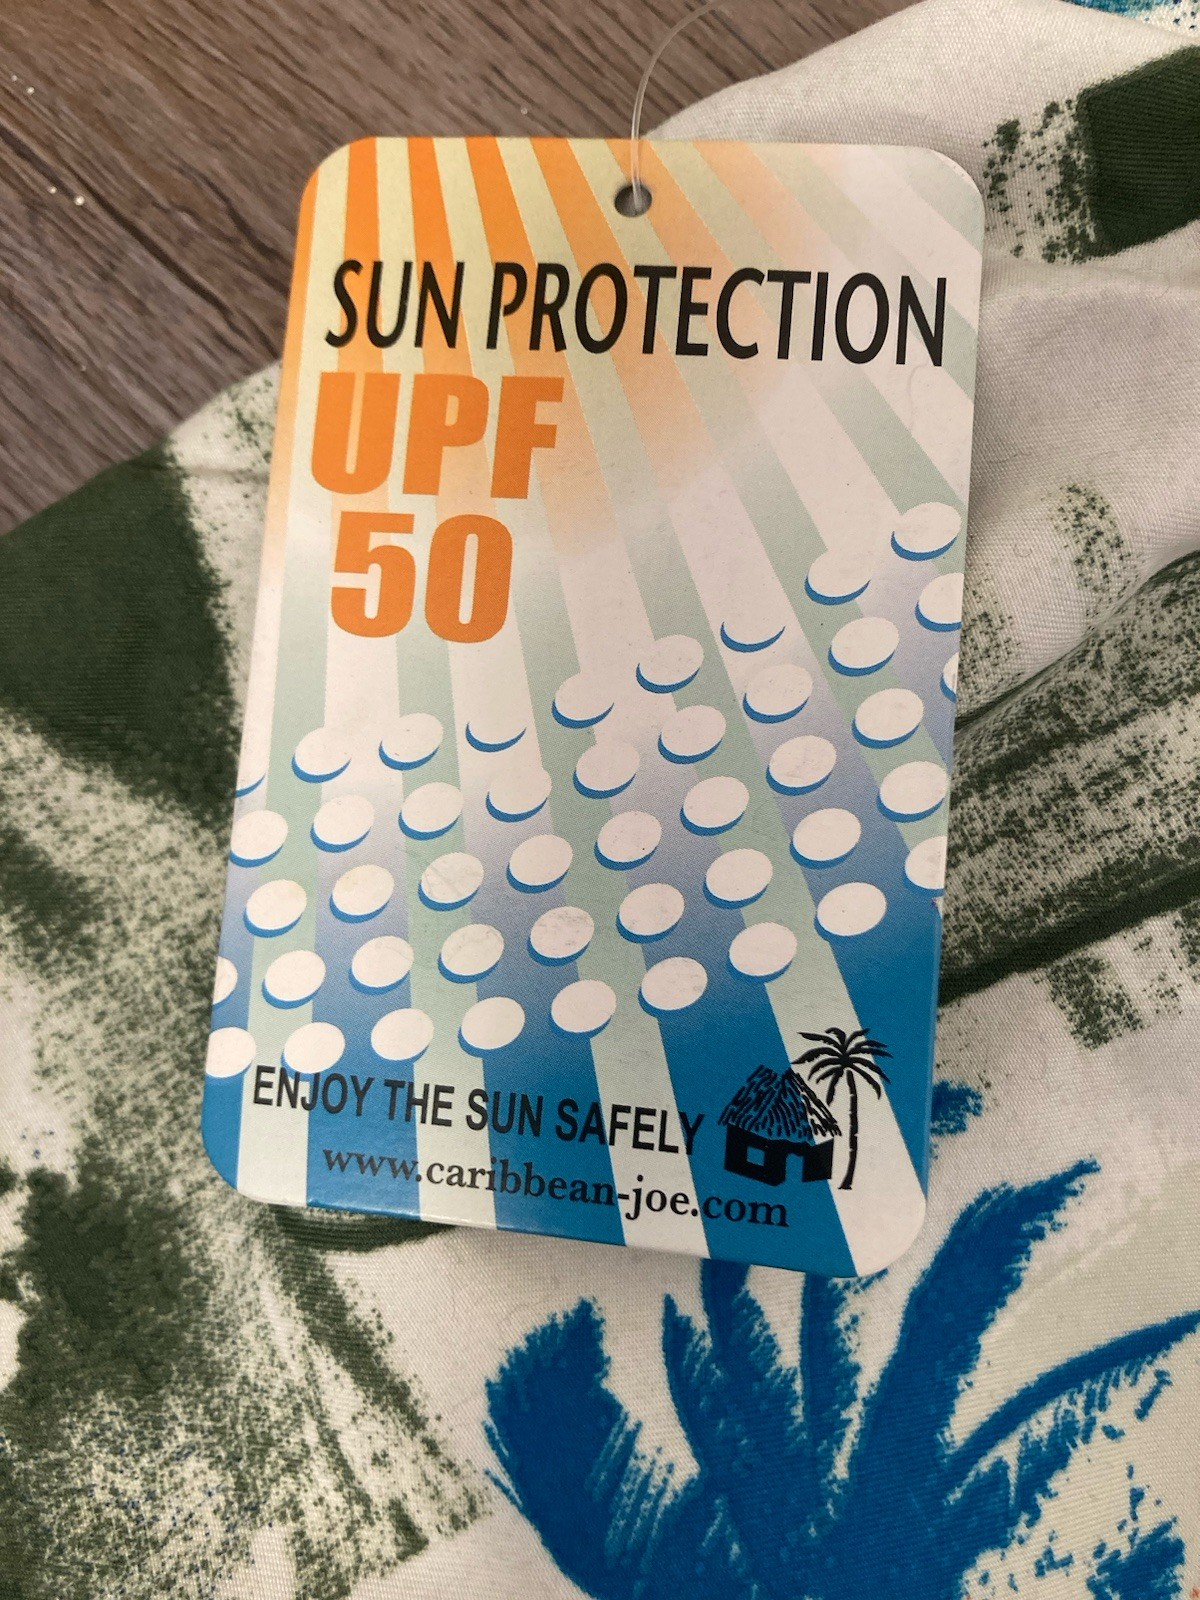 SUN PROTECTION
UPF
50
ENJOY THE SUN SAFELY
www.caribbean-joe.com